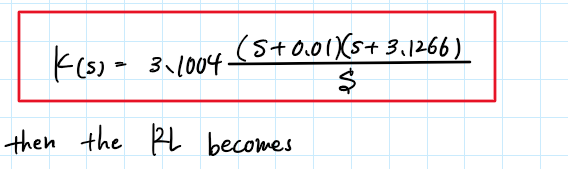 K(s) = 3.1004 (S+0.01)(S+3.1266) / S
then the RL becomes